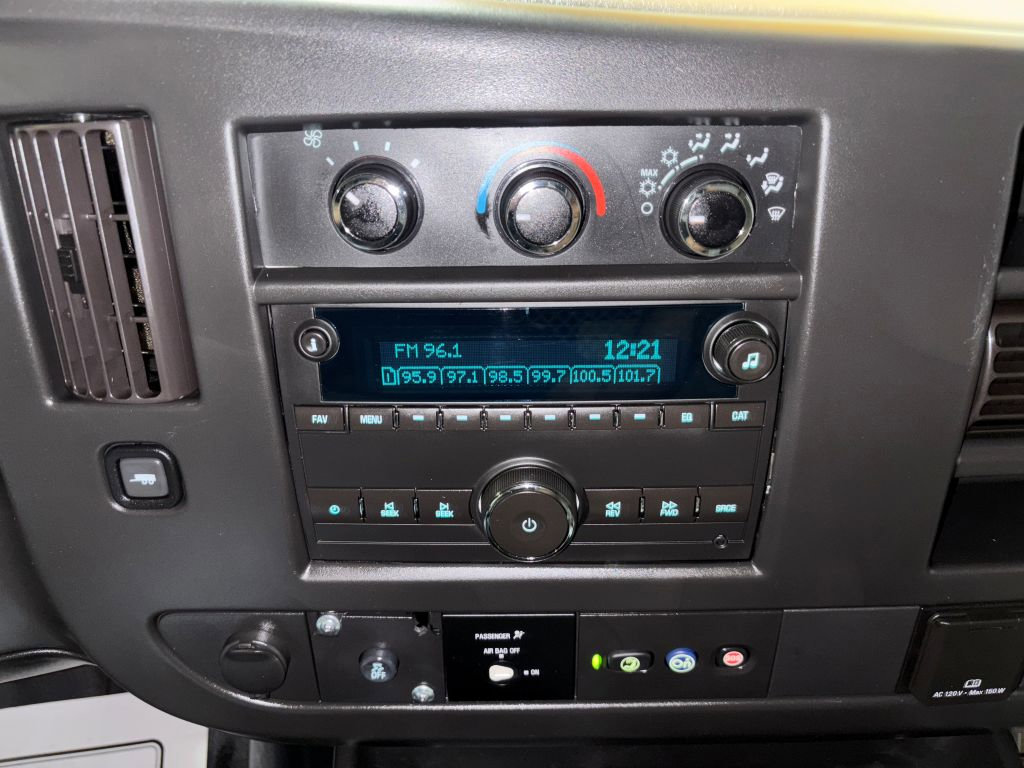 MAX
i
FM 96.1 12:21
1 95.9 97.1 98.5 99.7 100.5 101.7
FAV MENU EQ CAT
SEEK SEEK REV FWD SRCE
PASSENGER
AIR BAG OFF
ON
OFF
AC 120 V - Max 150 W